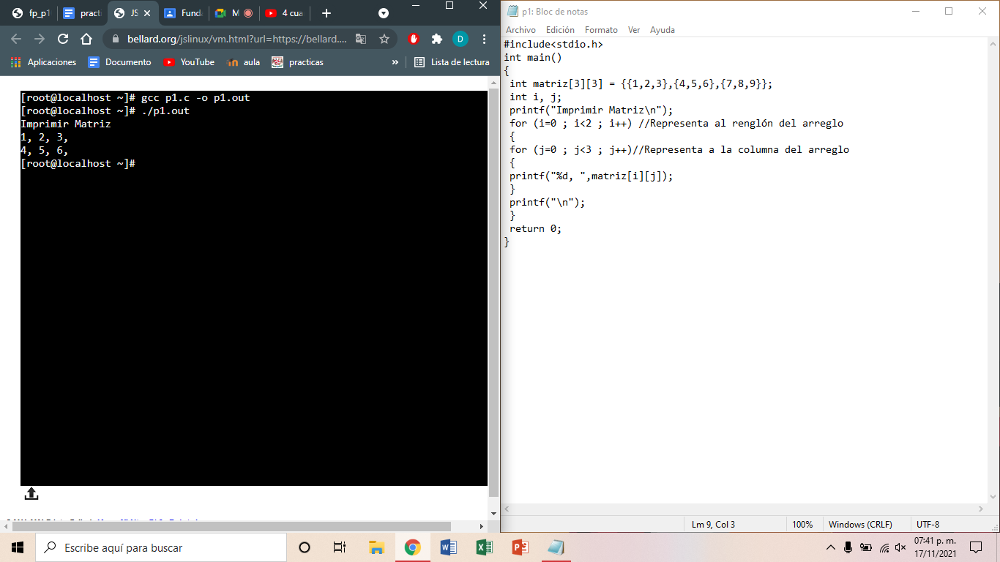 fp_p1
practi
JS
Fund
M
4 cua
bellard.org/jslinux/vm.html?url=https://bellard....
D
Aplicaciones
Documento
YouTube
aula
practicas
»
Lista de lectura
[root@localhost ~]# gcc p1.c -o p1.out
[root@localhost ~]# ./p1.out
Imprimir Matriz
1, 2, 3,
4, 5, 6,
[root@localhost ~]#
p1: Bloc de notas
Archivo Edición Formato Ver Ayuda
#include<stdio.h>
int main()
{
int matriz[3][3] = {{1,2,3},{4,5,6},{7,8,9}};
int i, j;
printf("Imprimir Matriz\n");
for (i=0 ; i<2 ; i++) //Representa al renglón del arreglo
{
for (j=0 ; j<3 ; j++)//Representa a la columna del arreglo
{
printf("%d, ",matriz[i][j]);
}
printf("\n");
}
return 0;
}
Lm 9, Col 3
100%
Windows (CRLF)
UTF-8
Escribe aquí para buscar
07:41 p. m.
17/11/2021